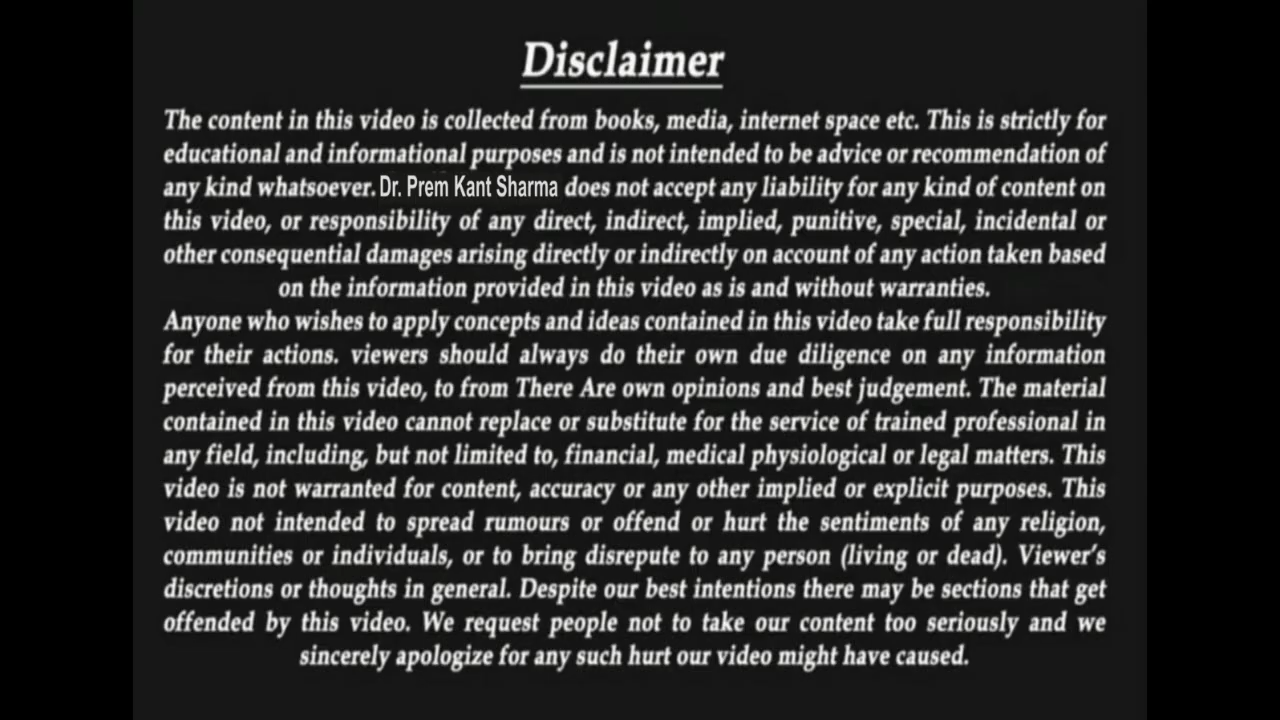 Disclaimer
The content in this video is collected from books, media, internet space etc. This is strictly for
educational and informational purposes and is not intended to be advice or recommendation of
any kind whatsoever. Dr. Prem Kant Sharma does not accept any liability for any kind of content on
this video, or responsibility of any direct, indirect, implied, punitive, special, incidental or
other consequential damages arising directly or indirectly on account of any action taken based
on the information provided in this video as is and without warranties.
Anyone who wishes to apply concepts and ideas contained in this video take full responsibility
for their actions. viewers should always do their own due diligence on any information
perceived from this video, to from There Are own opinions and best judgement. The material
contained in this video cannot replace or substitute for the service of trained professional in
any field, including, but not limited to, financial, medical physiological or legal matters. This
video is not warranted for content, accuracy or any other implied or explicit purposes. This
video not intended to spread rumours or offend or hurt the sentiments of any religion,
communities or individuals, or to bring disrepute to any person (living or dead). Viewer's
discretions or thoughts in general. Despite our best intentions there may be sections that get
offended by this video. We request people not to take our content too seriously and we
sincerely apologize for any such hurt our video might have caused.